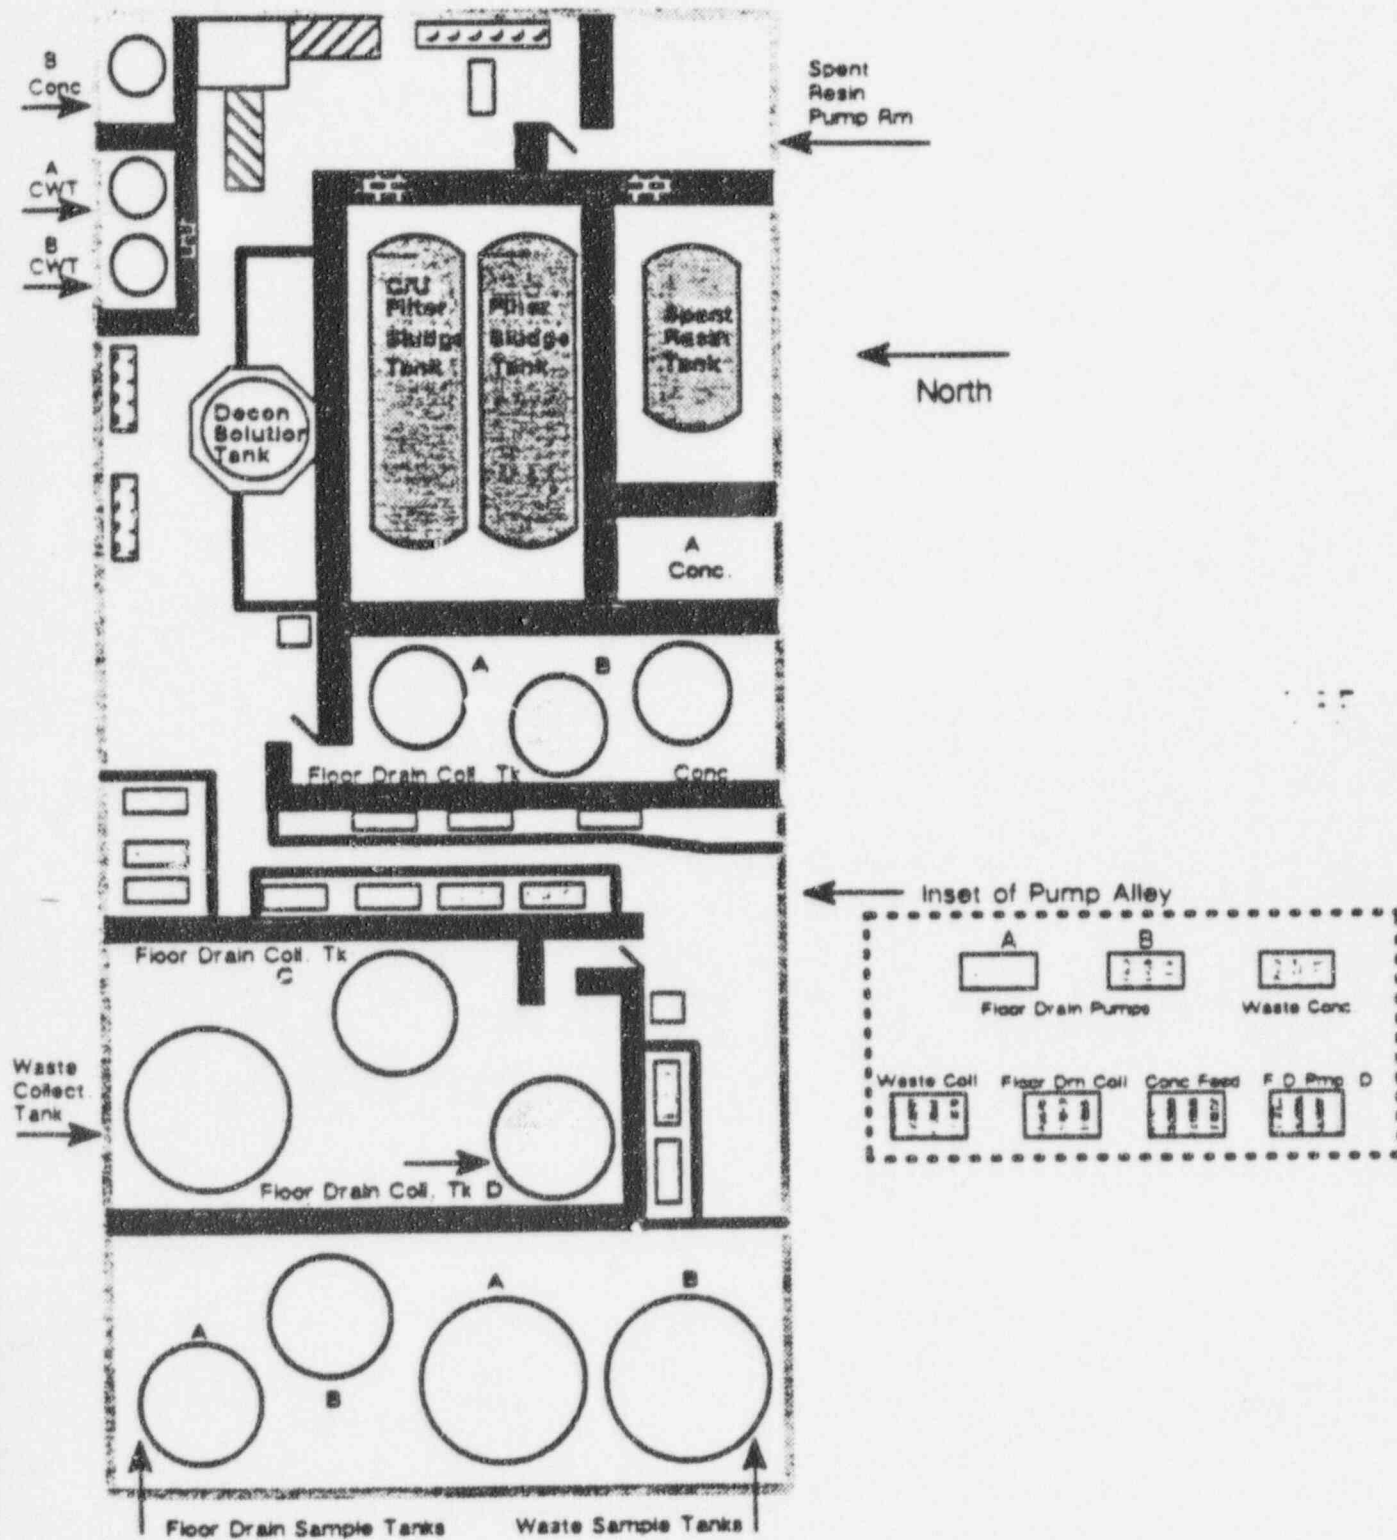 B
Conc
A
CWT
B
CWT
Spent
Resin
Pump Rm
C/U
Filter
Sludge
Tank
Filter
Sludge
Tank
Spent
Resin
Tank
North
Decon
Solution
Tank
A
Conc.
A
B
Floor Drain Coll. Tk
Conc.
Inset of Pump Alley
A
B
Floor Drain Pumps
Waste Conc
Waste Coll
Floor Drn Coll
Conc Feed
F D Pmp D
Floor Drain Coll. Tk
C
Waste
Collect.
Tank
Floor Drain Coll. Tk D
A
B
A
B
Floor Drain Sample Tanks
Waste Sample Tanks